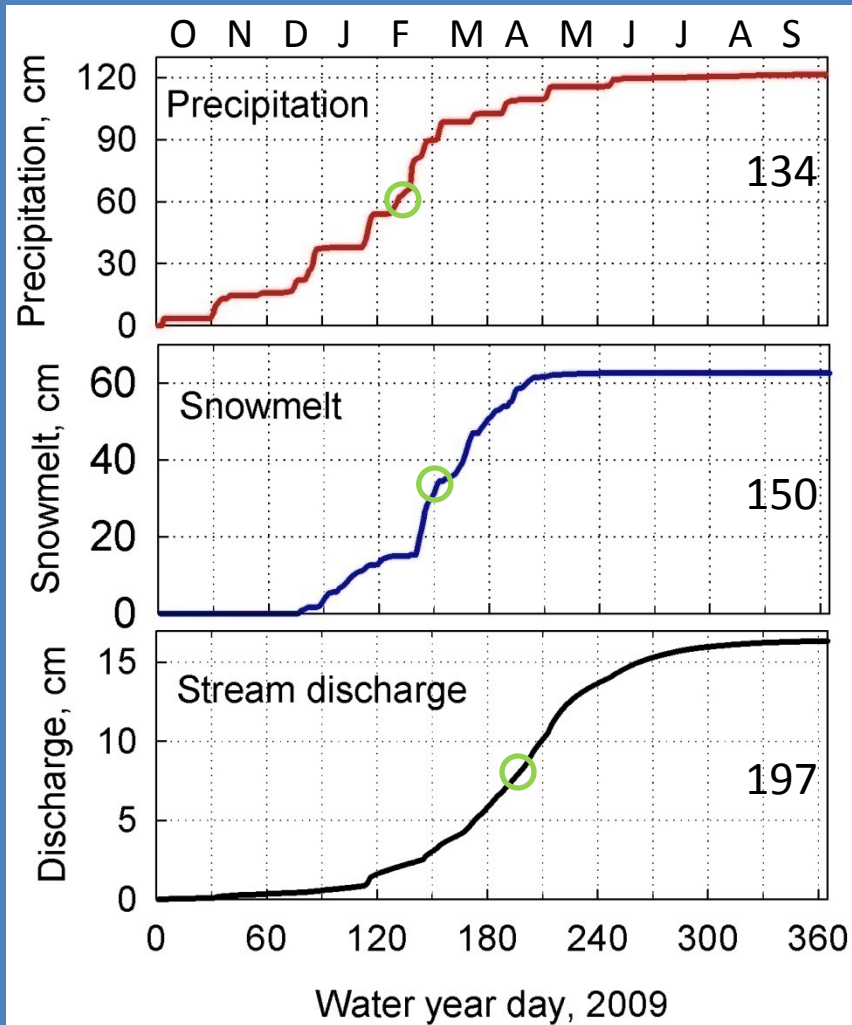 O N D J F M A M J J A S
Precipitation, cm
120
90
60
30
0
Precipitation
134
Snowmelt, cm
60
40
20
0
Snowmelt
150
Discharge, cm
15
10
5
0
Stream discharge
197
0 60 120 180 240 300 360
Water year day, 2009